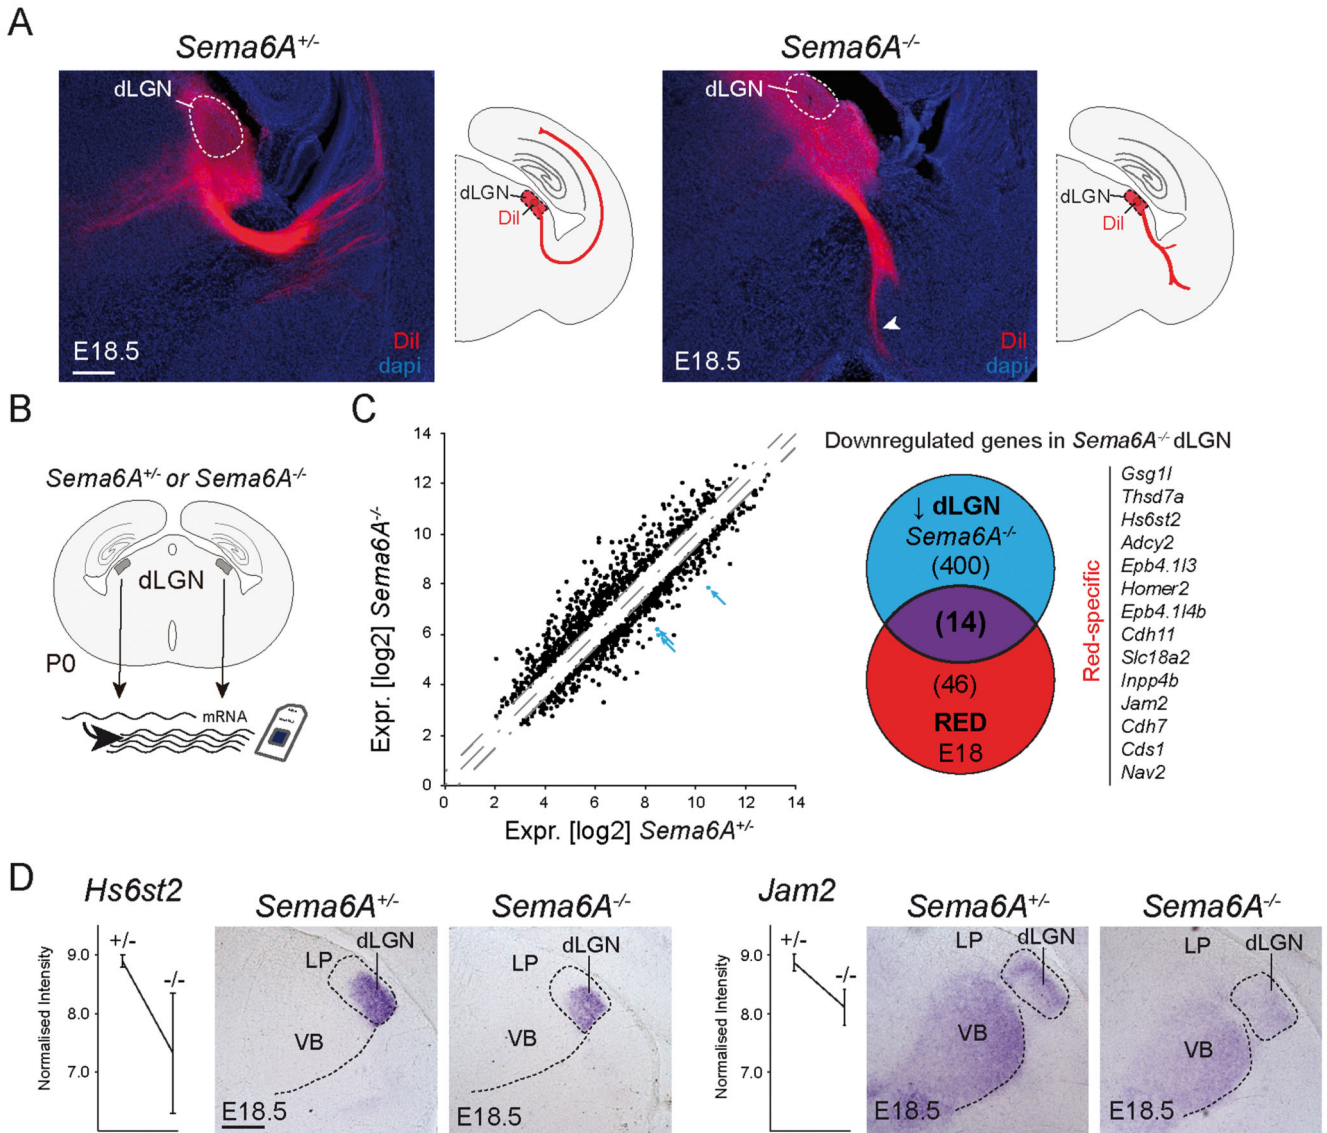 A
Sema6A+/-
Sema6A-/-
dLGN
E18.5
DiI
dapi
dLGN
DiI
dLGN
E18.5
DiI
dapi
dLGN
DiI
B
Sema6A+/- or Sema6A-/-
dLGN
P0
mRNA
C
Expr. [log2] Sema6A-/-
14
12
10
8
6
4
2
0
0 2 4 6 8 10 12 14
Expr. [log2] Sema6A+/-
Downregulated genes in Sema6A-/- dLGN
↓ dLGN
Sema6A-/-
(400)
(14)
(46)
RED
E18
Red-specific
Gsg1l
Thsd7a
Hs6st2
Adcy2
Epb4.1l3
Homer2
Epb4.1l4b
Cdh11
Slc18a2
Inpp4b
Jam2
Cdh7
Cds1
Nav2
D
Hs6st2
Normalised Intensity
9.0
8.0
7.0
+/-
-/-
Sema6A+/-
LP
dLGN
VB
E18.5
Sema6A-/-
LP
dLGN
VB
E18.5
Jam2
Normalised Intensity
9.0
8.0
7.0
+/-
-/-
Sema6A+/-
LP
dLGN
VB
E18.5
Sema6A-/-
LP
dLGN
VB
E18.5